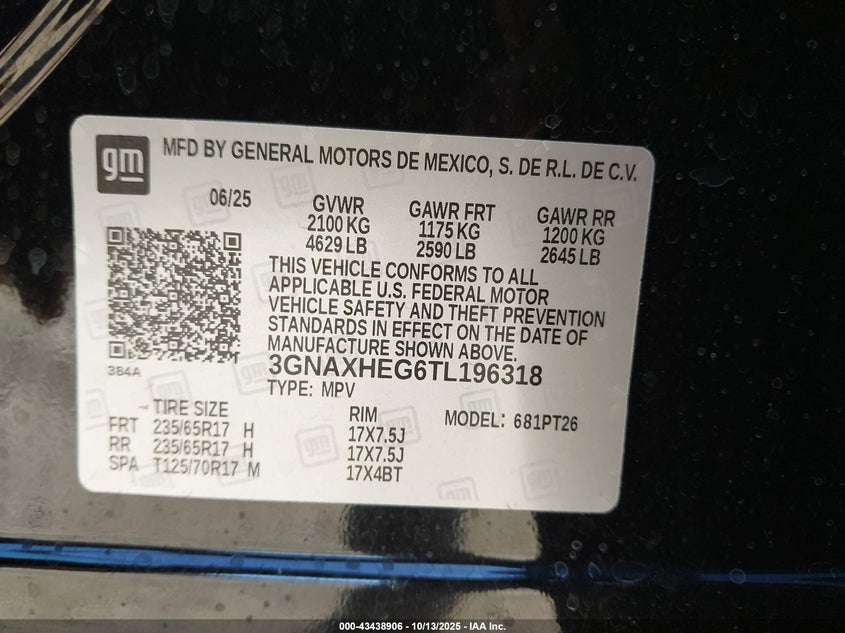 gm
MFD BY GENERAL MOTORS DE MEXICO, S. DE R.L. DE C.V.
06/25 GVWR GAWR FRT GAWR RR
2100 KG 1175 KG 1200 KG
4629 LB 2590 LB 2645 LB
THIS VEHICLE CONFORMS TO ALL
APPLICABLE U.S. FEDERAL MOTOR
VEHICLE SAFETY AND THEFT PREVENTION
STANDARDS IN EFFECT ON THE DATE OF
MANUFACTURE SHOWN ABOVE.
384A
3GNAXHEG6TL196318
TYPE: MPV
TIRE SIZE RIM MODEL: 681PT26
FRT 235/65R17 H 17X7.5J
RR 235/65R17 H 17X7.5J
SPA T125/70R17 M 17X4BT
000-43438906 - 10/13/2025 - IAA Inc.